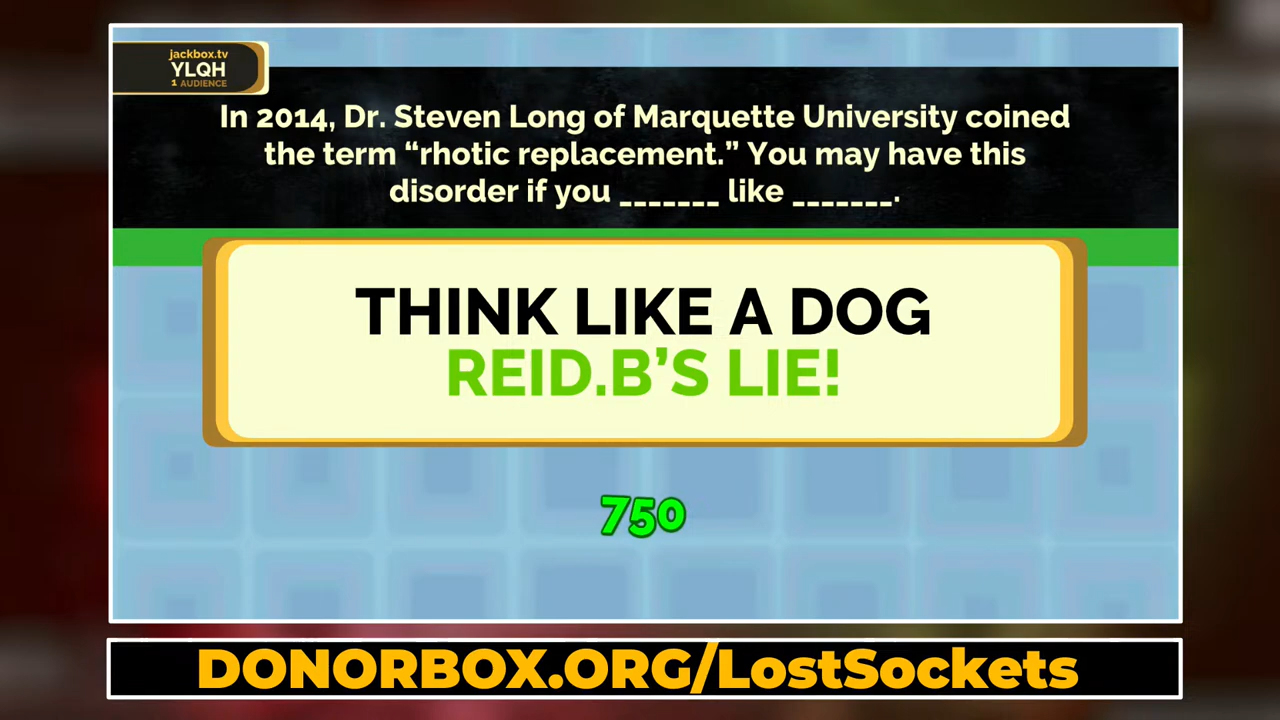 jackbox.tv
YLQH
1 AUDIENCE
In 2014, Dr. Steven Long of Marquette University coined
the term “rhotic replacement.” You may have this
disorder if you _______ like _______.
THINK LIKE A DOG
REID.B’S LIE!
750
DONORBOX.ORG/LostSockets